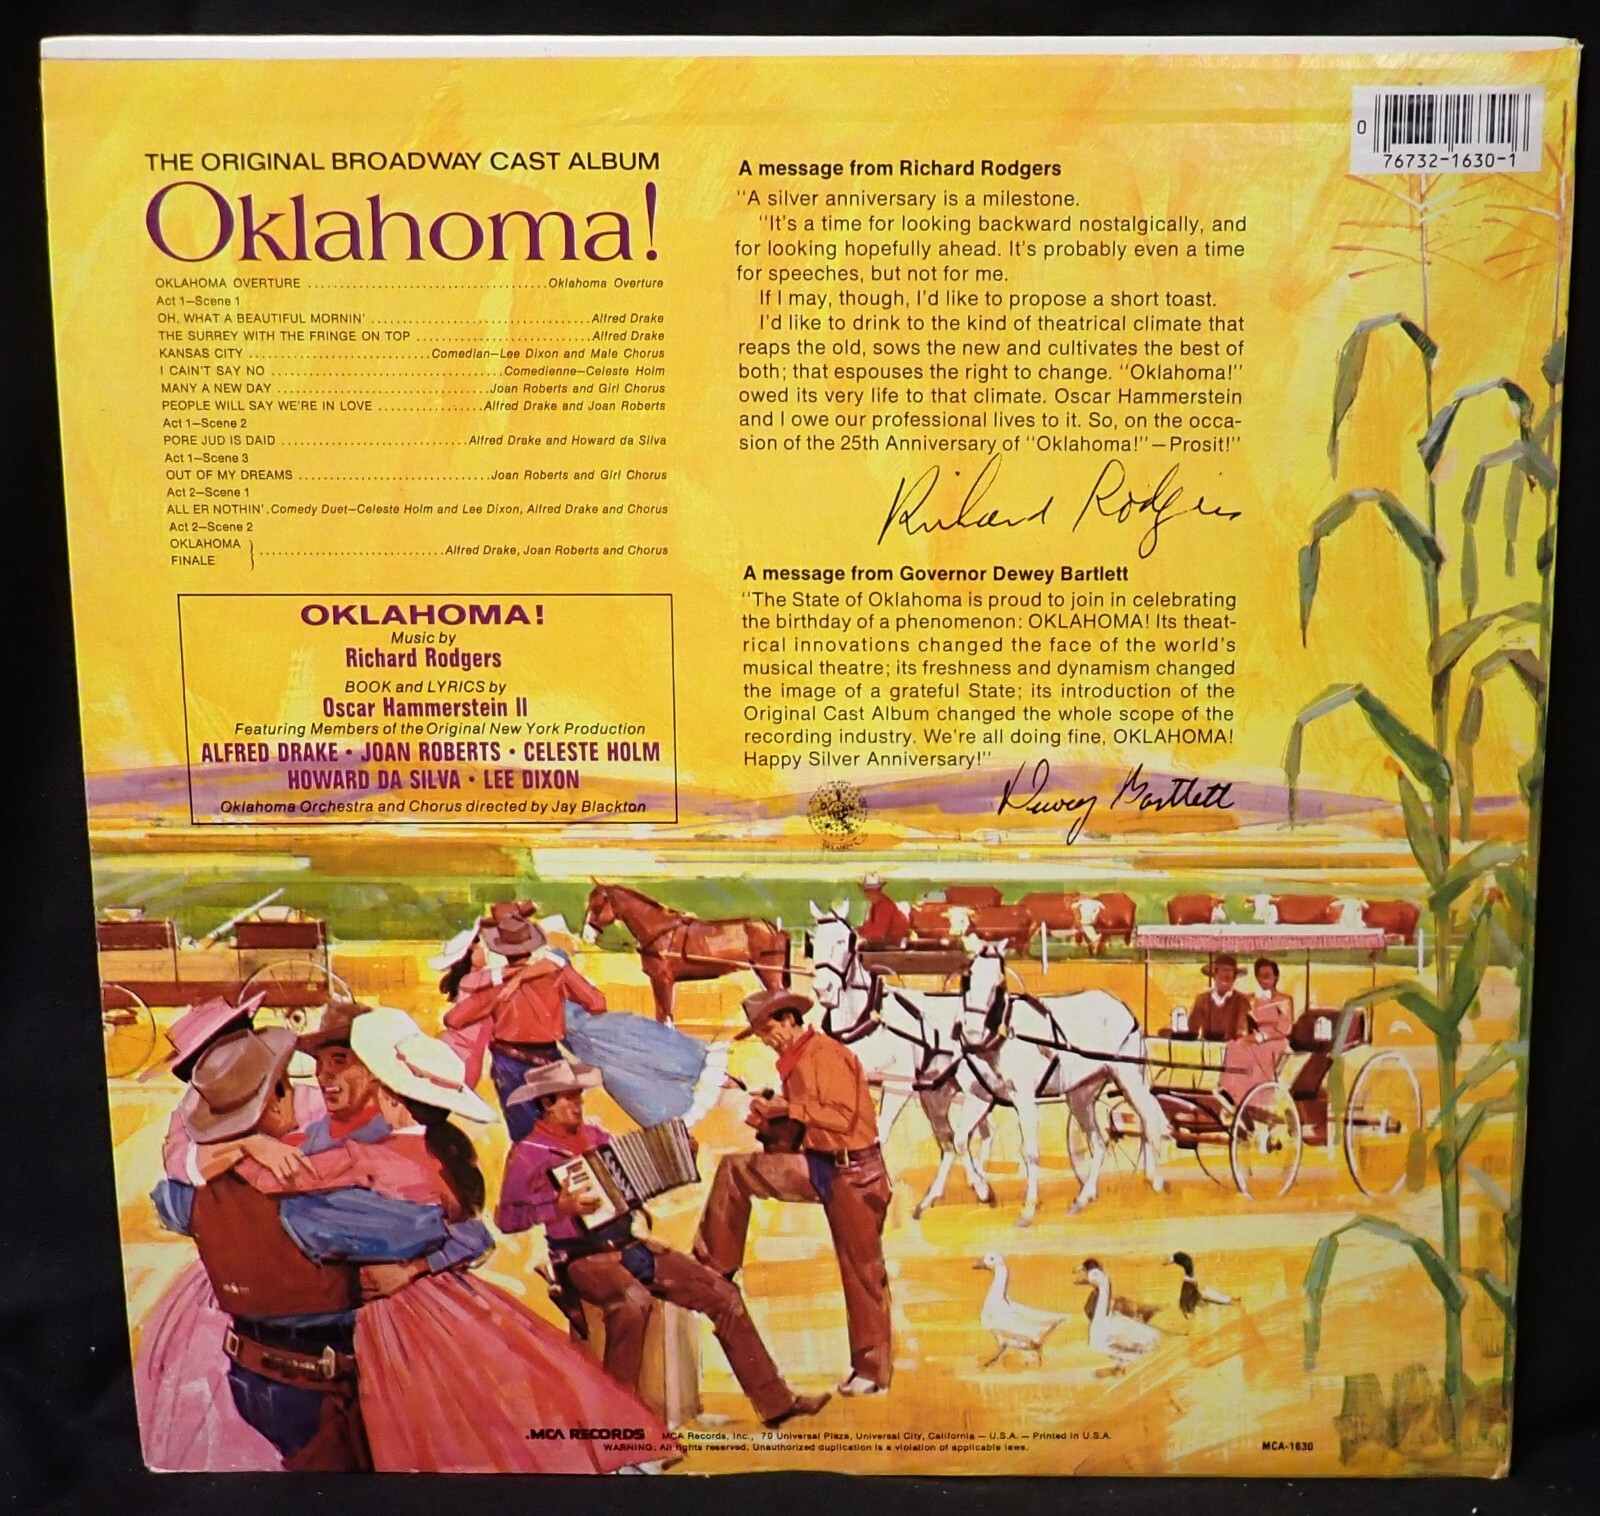 0
76732-1630-1
THE ORIGINAL BROADWAY CAST ALBUM
Oklahoma!
OKLAHOMA OVERTURE ...................................Oklahoma Overture
Act 1—Scene 1
OH, WHAT A BEAUTIFUL MORNIN' ................................Alfred Drake
THE SURREY WITH THE FRINGE ON TOP .........................Alfred Drake
KANSAS CITY ..........................Comedian—Lee Dixon and Male Chorus
I CAIN'T SAY NO ..................................Comedienne—Celeste Holm
MANY A NEW DAY ...............................Joan Roberts and Girl Chorus
PEOPLE WILL SAY WE'RE IN LOVE ...............Alfred Drake and Joan Roberts
Act 1—Scene 2
PORE JUD IS DAID ..........................Alfred Drake and Howard da Silva
Act 1—Scene 3
OUT OF MY DREAMS ...........................Joan Roberts and Girl Chorus
Act 2—Scene 1
ALL ER NOTHIN'.Comedy Duet—Celeste Holm and Lee Dixon, Alfred Drake and Chorus
Act 2—Scene 2
OKLAHOMA
FINALE } ..........................Alfred Drake, Joan Roberts and Chorus
OKLAHOMA!
Music by
Richard Rodgers
BOOK and LYRICS by
Oscar Hammerstein II
Featuring Members of the Original New York Production
ALFRED DRAKE • JOAN ROBERTS • CELESTE HOLM
HOWARD DA SILVA • LEE DIXON
Oklahoma Orchestra and Chorus directed by Jay Blackton
A message from Richard Rodgers
"A silver anniversary is a milestone.
"It's a time for looking backward nostalgically, and
for looking hopefully ahead. It's probably even a time
for speeches, but not for me.
If I may, though, I'd like to propose a short toast.
I'd like to drink to the kind of theatrical climate that
reaps the old, sows the new and cultivates the best of
both; that espouses the right to change. "Oklahoma!"
owed its very life to that climate. Oscar Hammerstein
and I owe our professional lives to it. So, on the occa-
sion of the 25th Anniversary of "Oklahoma!"—Prosit!"
Richard Rodgers
A message from Governor Dewey Bartlett
"The State of Oklahoma is proud to join in celebrating
the birthday of a phenomenon: OKLAHOMA! Its theat-
rical innovations changed the face of the world's
musical theatre; its freshness and dynamism changed
the image of a grateful State; its introduction of the
Original Cast Album changed the whole scope of the
recording industry. We're all doing fine, OKLAHOMA!
Happy Silver Anniversary!"
Dewey Bartlett
MCA RECORDS MCA Records, Inc., 70 Universal Plaza, Universal City, California — U.S.A. — Printed in U.S.A.
WARNING: All rights reserved. Unauthorized duplication is a violation of applicable laws.
MCA-1630